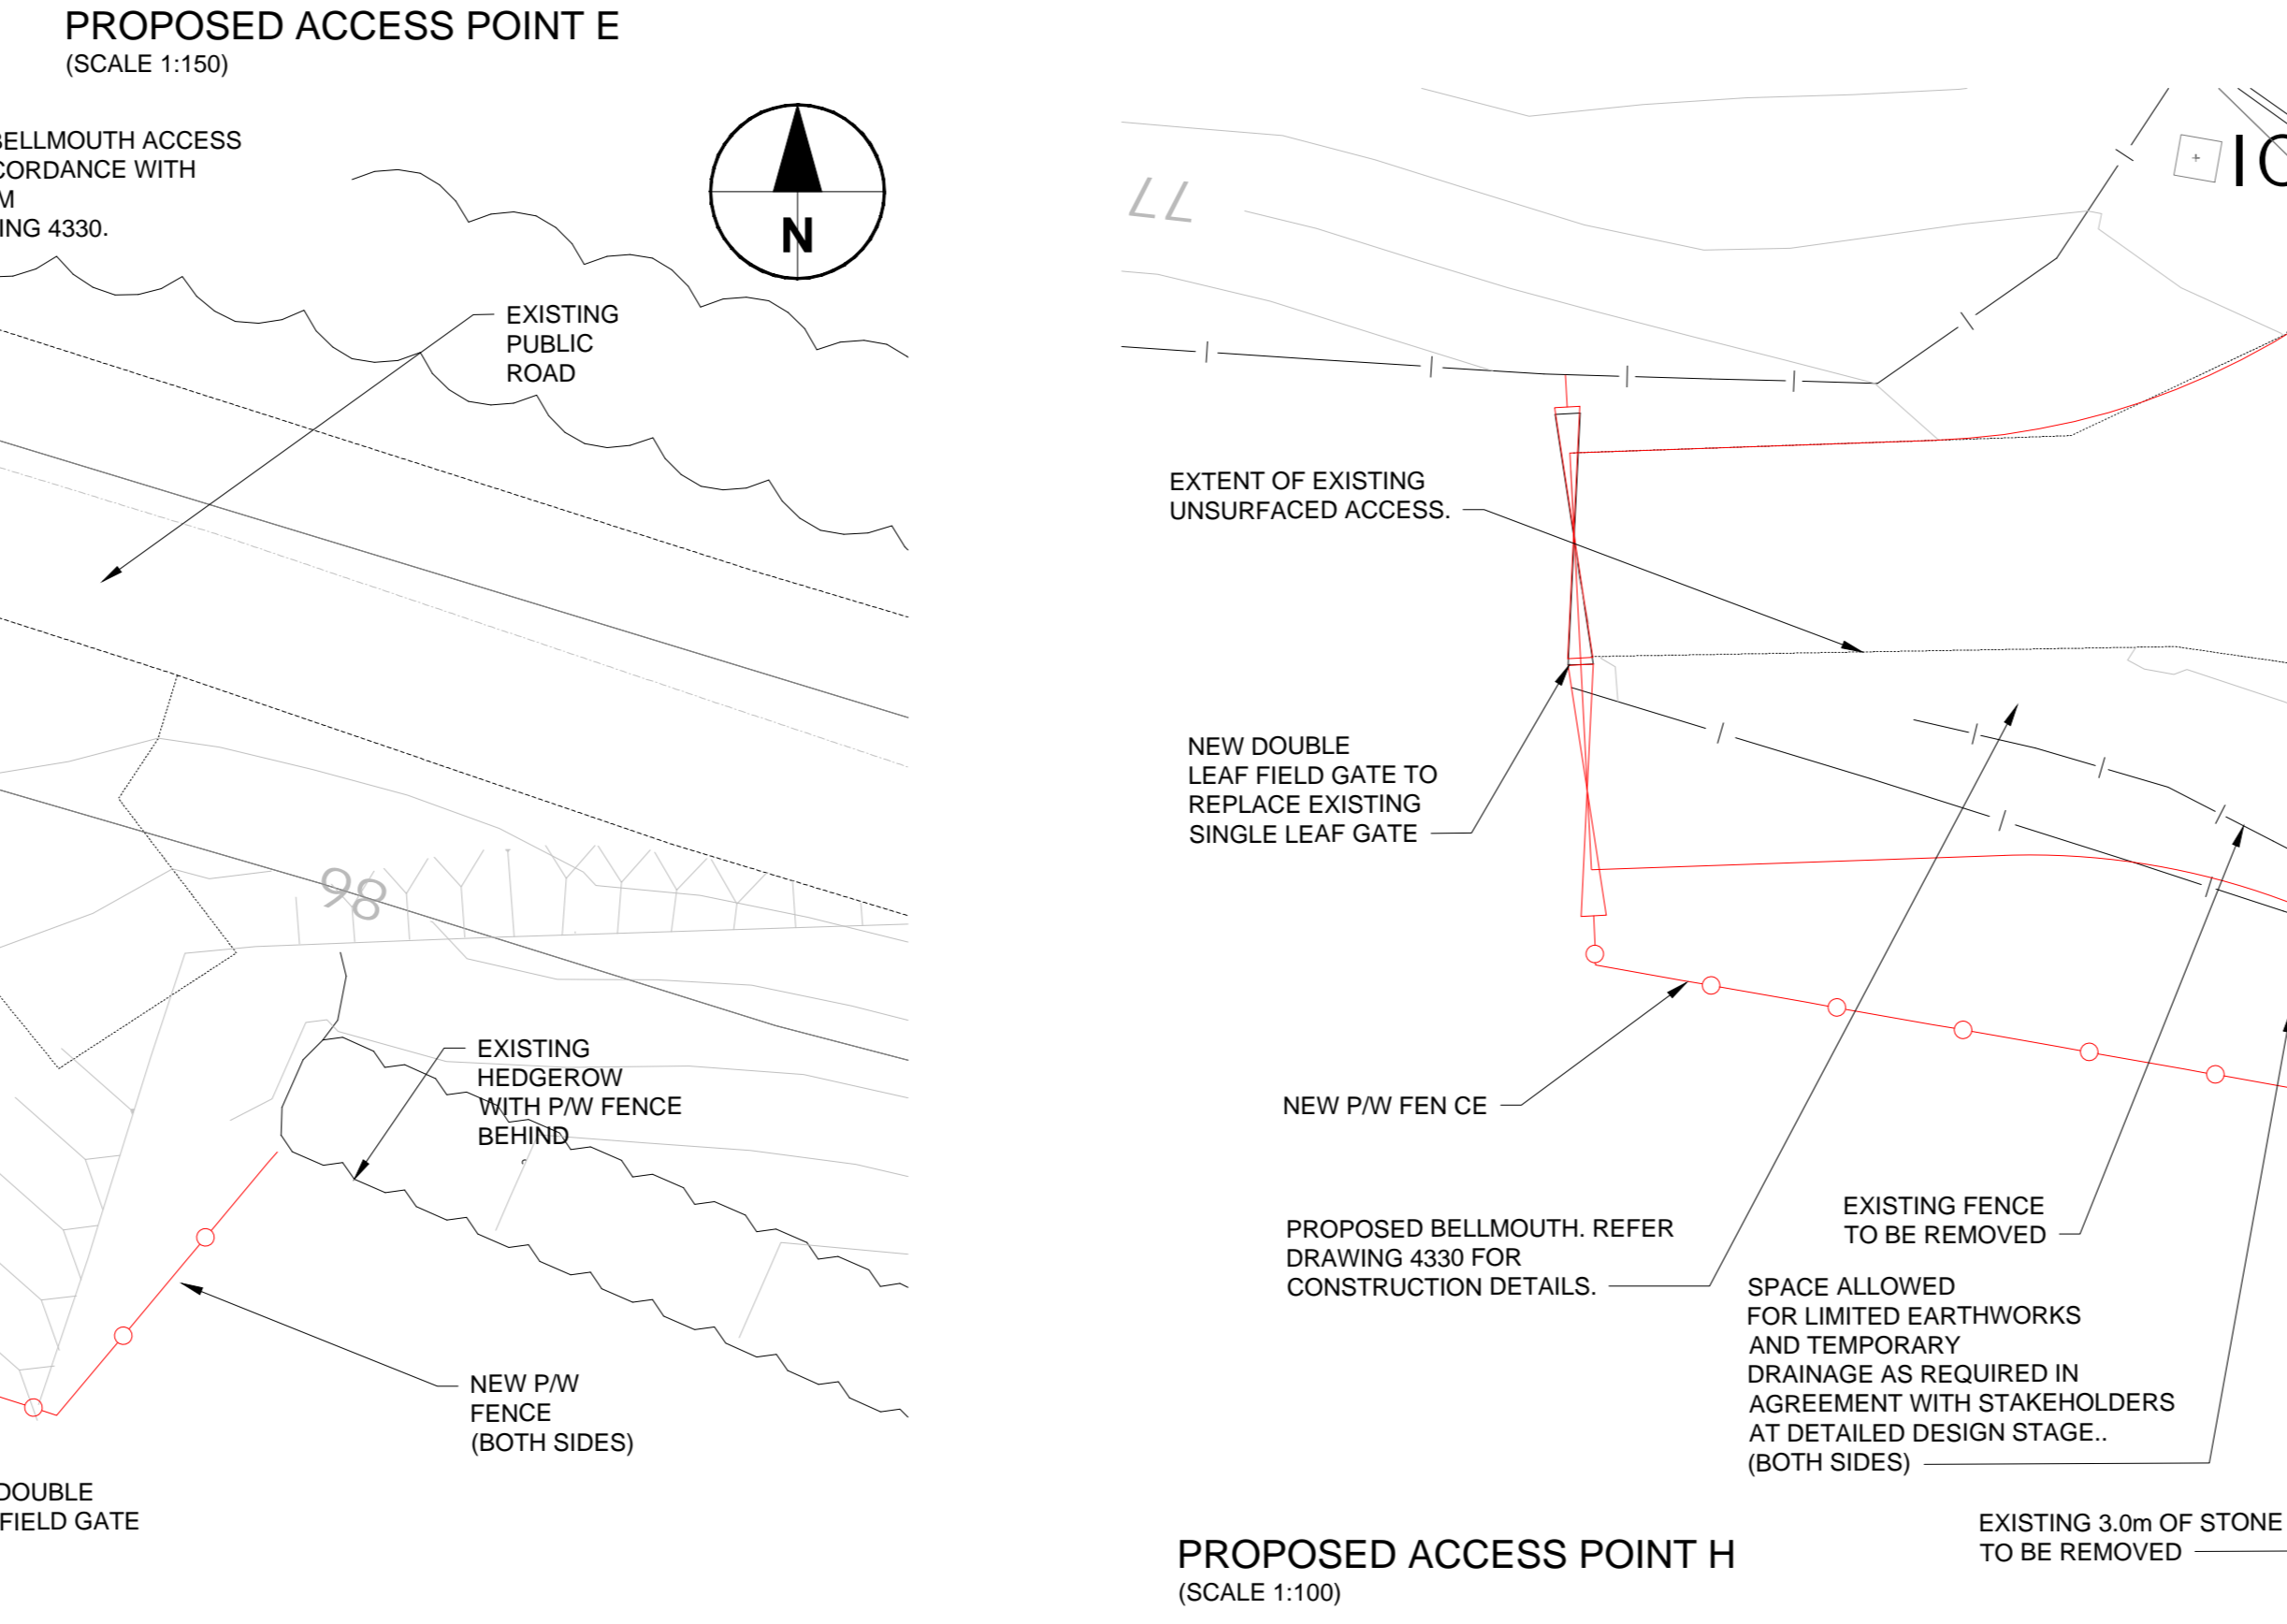 PROPOSED ACCESS POINT E
(SCALE 1:150)
BELLMOUTH ACCESS
CORDANCE WITH
M
ING 4330.
N
EXISTING
PUBLIC
ROAD
98
EXISTING
HEDGEROW
WITH P/W FENCE
BEHIND
NEW P/W
FENCE
(BOTH SIDES)
DOUBLE
FIELD GATE
77
EXTENT OF EXISTING
UNSURFACED ACCESS.
NEW DOUBLE
LEAF FIELD GATE TO
REPLACE EXISTING
SINGLE LEAF GATE
NEW P/W FEN CE
PROPOSED BELLMOUTH. REFER
DRAWING 4330 FOR
CONSTRUCTION DETAILS.
EXISTING FENCE
TO BE REMOVED
SPACE ALLOWED
FOR LIMITED EARTHWORKS
AND TEMPORARY
DRAINAGE AS REQUIRED IN
AGREEMENT WITH STAKEHOLDERS
AT DETAILED DESIGN STAGE..
(BOTH SIDES)
EXISTING 3.0m OF STONE
TO BE REMOVED
PROPOSED ACCESS POINT H
(SCALE 1:100)